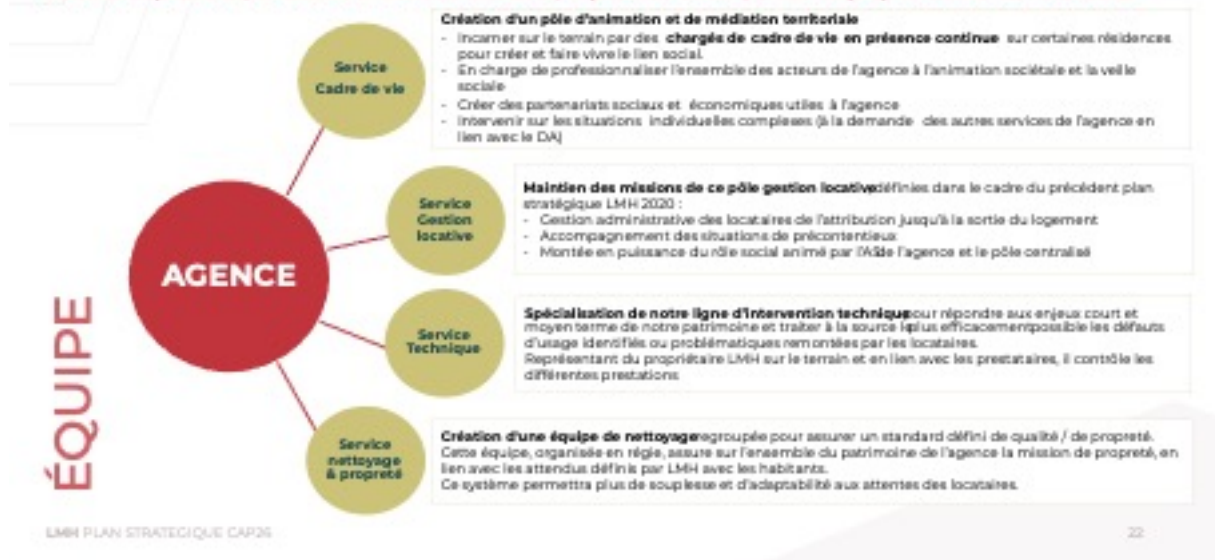 Service
Cadre de vie
Création d'un pôle d'animation et de médiation territoriale
- Incarner sur le terrain par des chargés de cadre de vie en présence continue sur certaines résidences
pour créer et faire vivre le lien social.
- En charge de professionnaliser l'ensemble des acteurs de l'agence à l'animation sociétale et la veille
sociale
- Créer des partenariats sociaux et économiques utiles à l'agence
- Intervenir sur les situations individuelles complexes (à la demande des autres services de l'agence en
lien avec le DA)
Service
Gestion
locative
Maintien des missions de ce pôle gestion locative définies dans le cadre du précédent plan
stratégique LMH 2020 :
- Gestion administrative des locataires de l'attribution jusqu'à la sortie du logement
- Accompagnement des situations de précontentieux
- Montée en puissance du rôle social animé par l'AS de l'agence et le pôle centralisé
AGENCE
Service
Technique
Spécialisation de notre ligne d'intervention technique pour répondre aux enjeux court et
moyen terme de notre patrimoine et traiter à la source le plus efficacement possible les défauts
d'usage identifiés ou problématiques remontées par les locataires.
Représentant du propriétaire LMH sur le terrain et en lien avec les prestataires, il contrôle les
différentes prestations
Service
nettoyage
& propreté
Création d'une équipe de nettoyage regroupée pour assurer un standard défini de qualité / de propreté.
Cette équipe, organisée en régie, assure sur l'ensemble du patrimoine de l'agence la mission de propreté, en
lien avec les attendus définis par LMH avec les habitants.
Ce système permettra plus de souplesse et d'adaptabilité aux attentes des locataires.
ÉQUIPE
LMH PLAN STRATEGIQUE CAP26
22